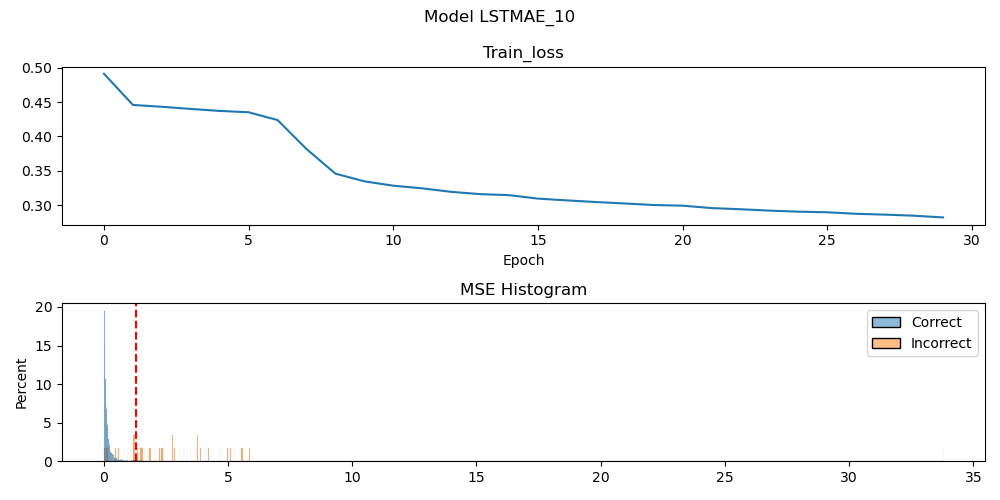 Model LSTMAE_10
Train_loss
0.50
0.45
0.40
0.35
0.30
0 5 10 15 20 25 30
Epoch
MSE Histogram
Percent
20
15
10
5
0
Correct
Incorrect
0 5 10 15 20 25 30 35